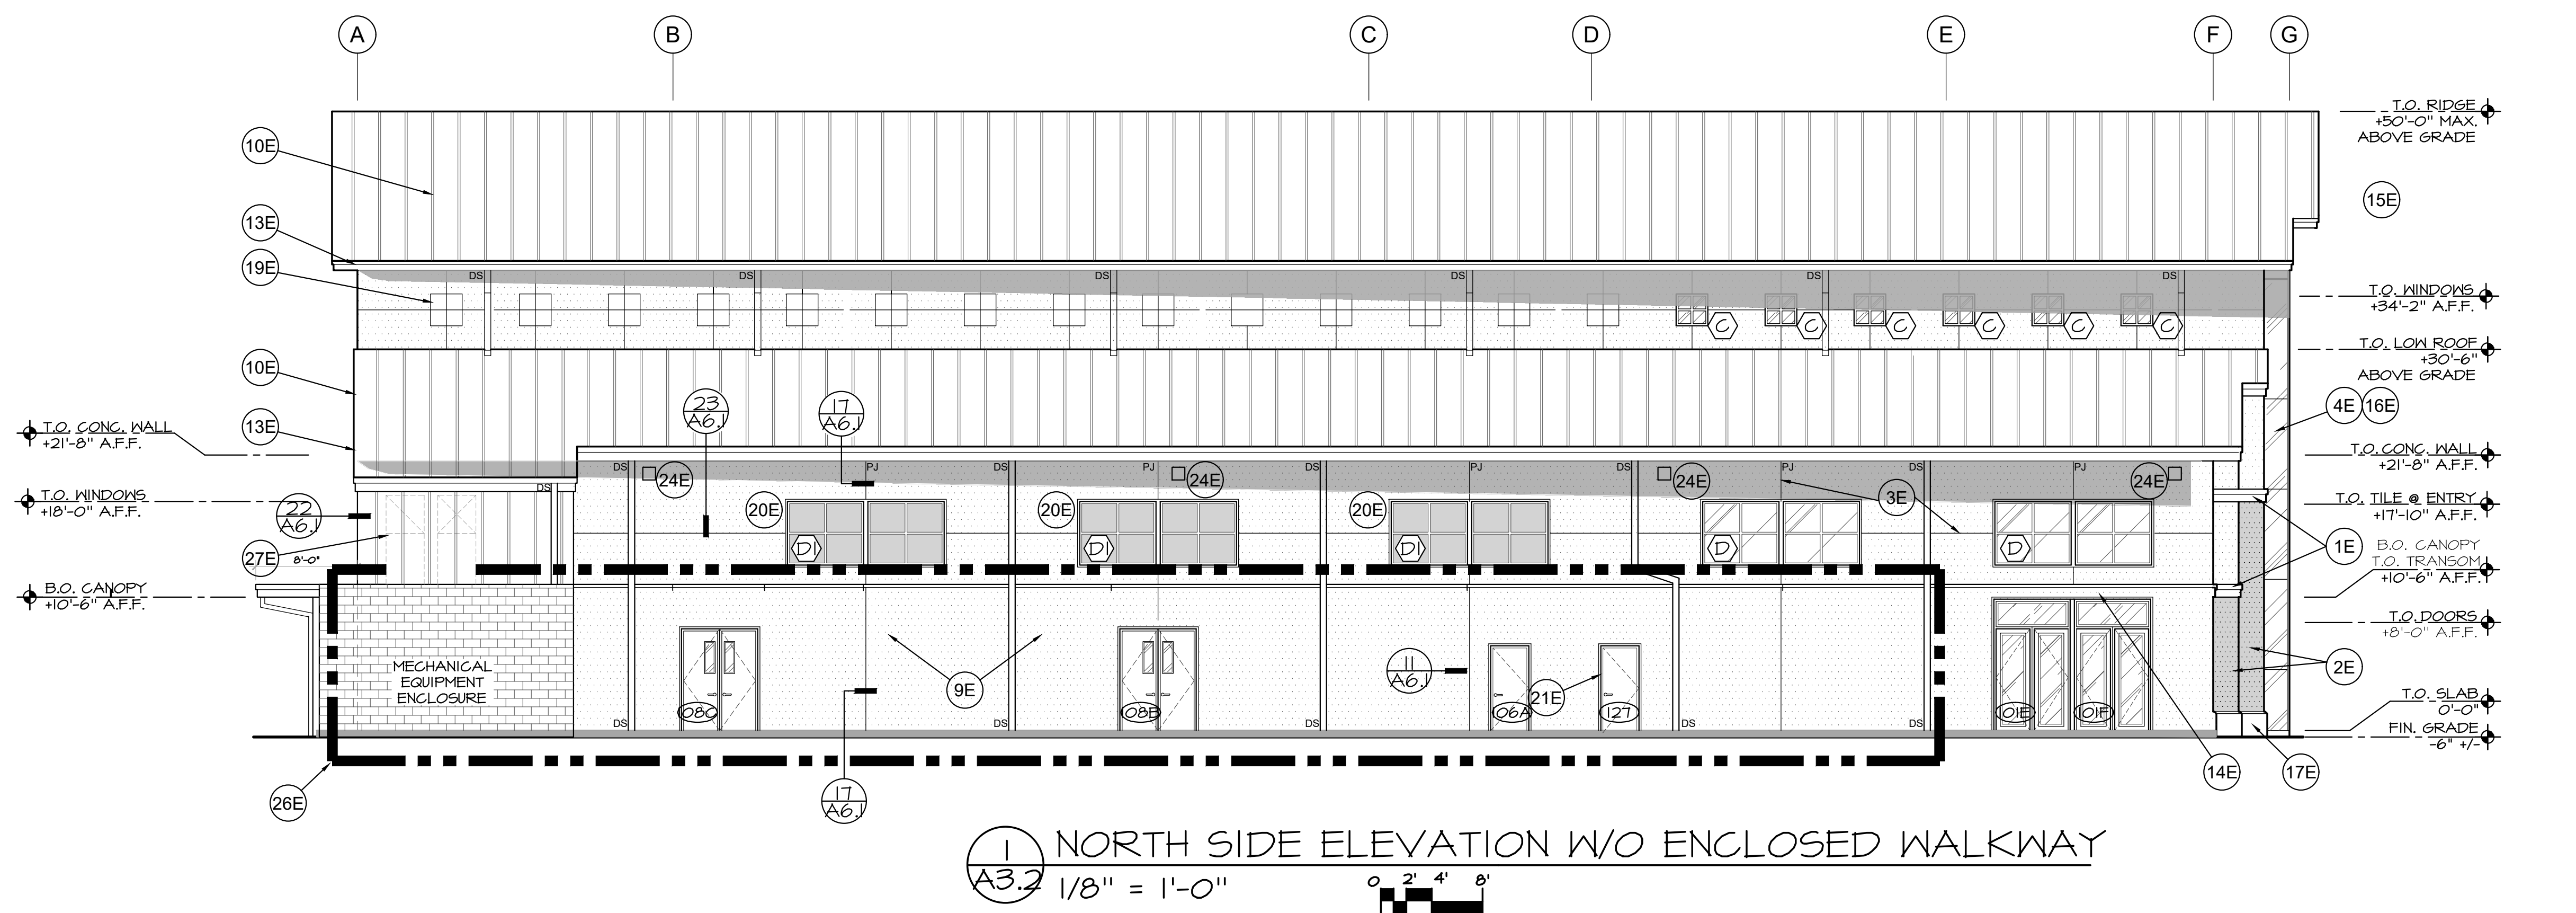 A B C D E F G
T.O. RIDGE
+50'-0" MAX.
ABOVE GRADE
10E
15E
13E
19E
DS DS DS DS DS DS
T.O. WINDOWS
+34'-2" A.F.F.
C C C C C C
T.O. LOW ROOF
+30'-6"
ABOVE GRADE
10E
23
A6.1
17
A6.1
4E 16E
13E
T.O. CONC. WALL
+21'-8" A.F.F.
T.O. CONC. WALL
+21'-8" A.F.F.
DS 24E PJ DS PJ 24E DS PJ DS 24E PJ DS PJ 24E
DS
T.O. WINDOWS
+18'-0" A.F.F.
22
A6.1
20E 20E 20E 3E
T.O. TILE @ ENTRY
+17'-10" A.F.F.
D1 D1 D1 D D
27E 8'-0"
1E
B.O. CANOPY
T.O. TRANSOM
+10'-6" A.F.F.
B.O. CANOPY
+10'-6" A.F.F.
T.O. DOORS
+8'-0" A.F.F.
MECHANICAL
EQUIPMENT
ENCLOSURE
11
A6.1
9E 21E 2E
T.O. SLAB
0'-0"
108C 108B 106A 127 101E 101F
DS DS DS DS DS
FIN. GRADE
-6" +/-
26E
17
A6.1
14E 17E
1
A3.2
NORTH SIDE ELEVATION W/O ENCLOSED WALKWAY
1/8" = 1'-0"
0 2' 4' 8'